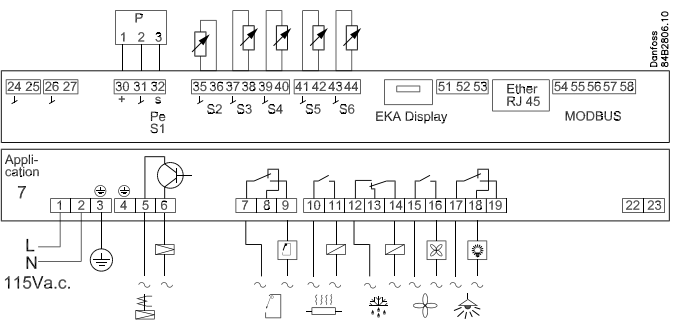 P
1 2 3
Danfoss
84B2806.10
24 25 26 27 30 31 32 35 36 37 38 39 40 41 42 43 44 51 52 53 54 55 56 57 58
+ s S2 S3 S4 S5 S6
Pe
S1
EKA Display
Ether
RJ 45
MODBUS
Appli-
cation
7
1 2 3 4 5 6 7 8 9 10 11 12 13 14 15 16 17 18 19 22 23
L
N
115Va.c.